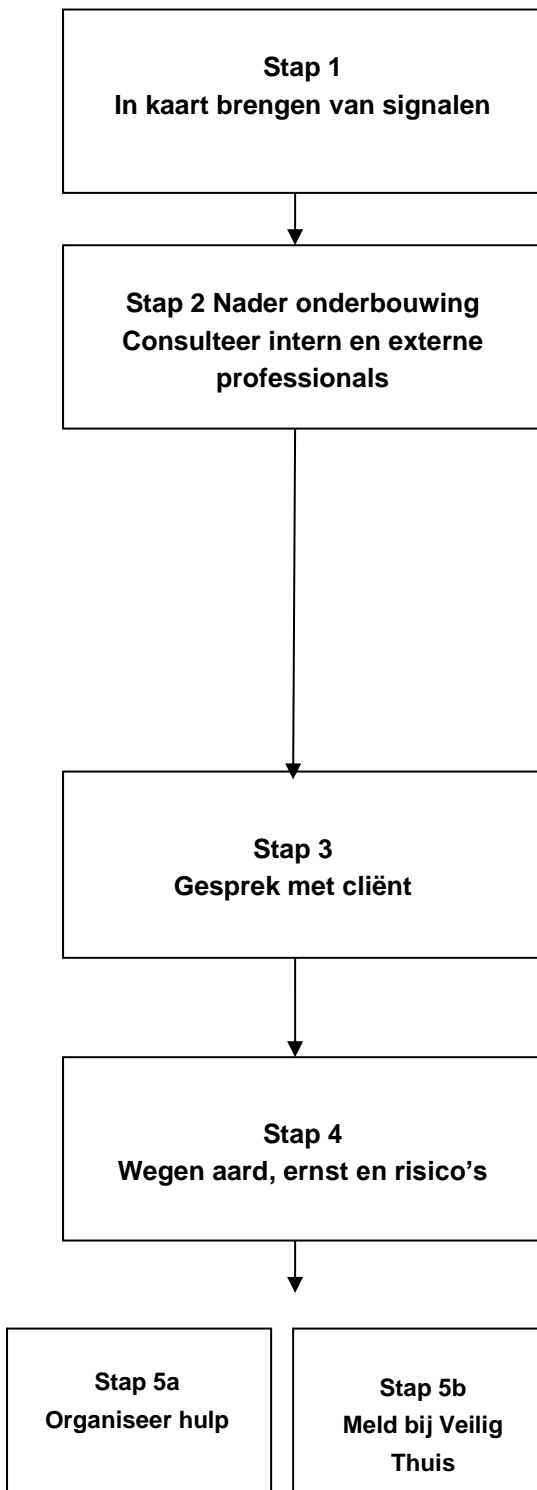 Stap 1
In kaart brengen van signalen
Stap 2 Nader onderbouwing
Consulteer intern en externe
professionals
Stap 3
Gesprek met cliënt
Stap 4
Wegen aard, ernst en risico’s
Stap 5a
Organiseer hulp
Stap 5b
Meld bij Veilig
Thuis